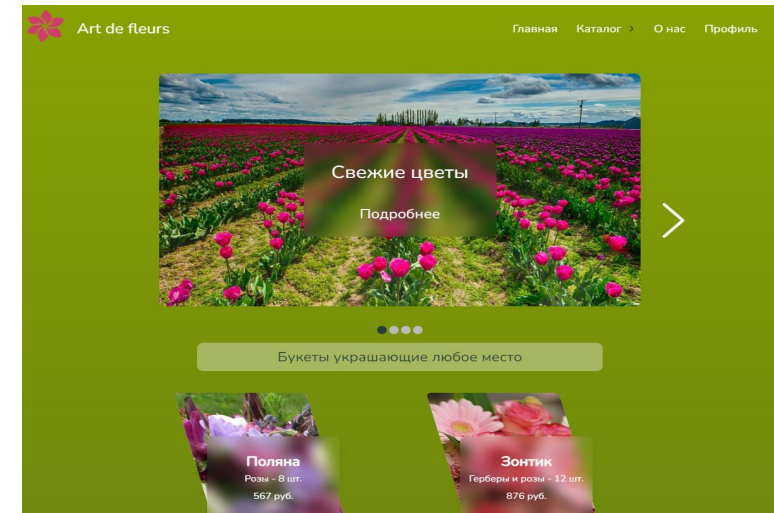 Art de fleurs
Главная Каталог О нас Профиль
Свежие цветы
Подробнее
Букеты украшающие любое место
Поляна
Розы - 8 шт.
567 руб.
Зонтик
Герберы и розы - 12 шт.
876 руб.